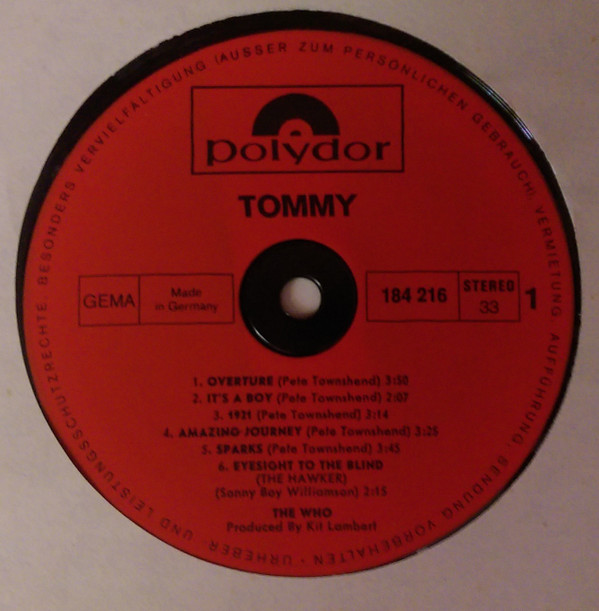 URHEBER UND LEISTUNGSSCHUTZRECHTE, BESONDERS VERVIELFÄLTIGUNG (AUSSER ZUM PERSÖNLICHEN GEBRAUCH) VERMIETUNG AUFFÜHRUNG, SENDUNG VORBEHALTEN ·
polydor
TOMMY
GEMA Made in Germany
184 216 STEREO 33 1
1. OVERTURE (Pete Townshend) 3:50
2. IT'S A BOY (Pete Townshend) 2:07
3. 1921 (Pete Townshend) 3:14
4. AMAZING JOURNEY (Pete Townshend) 3:25
5. SPARKS (Pete Townshend) 3:45
6. EYESIGHT TO THE BLIND
(THE HAWKER)
(Sonny Boy Williamson) 2:15
THE WHO
Produced By Kit Lambert